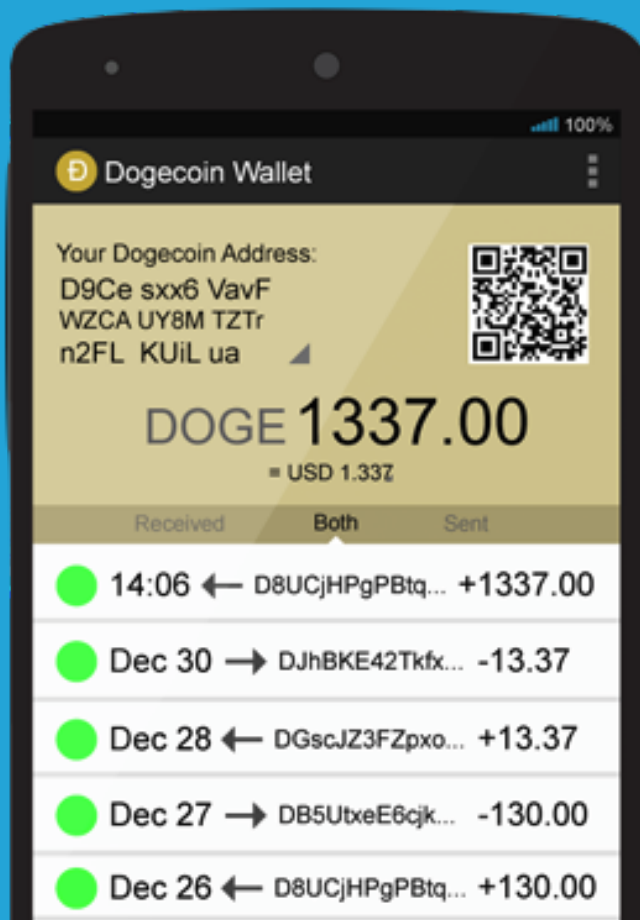 100%
Đ Dogecoin Wallet
Your Dogecoin Address:
D9Ce sxx6 VavF
WZCA UY8M TZTr
n2FL KUiL ua
DOGE 1337.00
= USD 1.337
Received Both Sent
14:06 ← D8UCjHPgPBtq... +1337.00
Dec 30 → DJhBKE42Tkfx... -13.37
Dec 28 ← DGscJZ3FZpxo... +13.37
Dec 27 → DB5UtxeE6cjk... -130.00
Dec 26 ← D8UCjHPgPBtq... +130.00